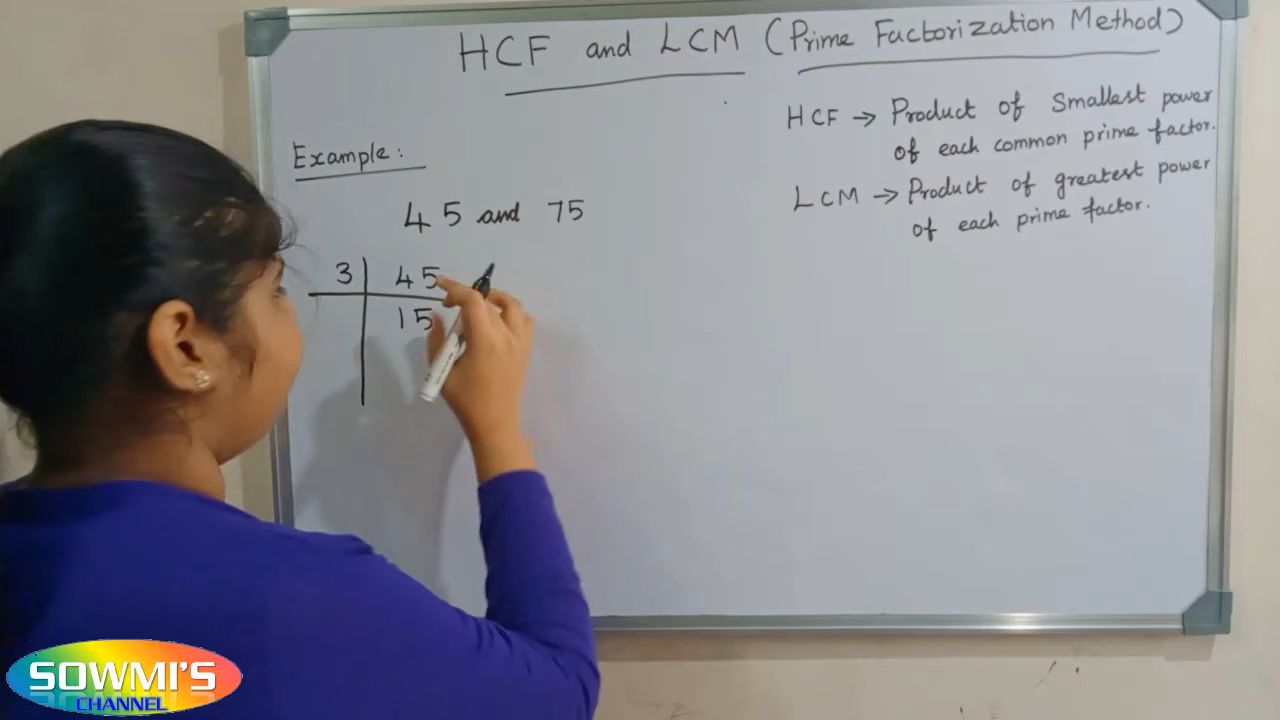 HCF and LCM (Prime Factorization Method)
HCF → Product of Smallest power
of each common prime factor.
LCM → Product of greatest power
of each prime factor.
Example:
45 and 75
3 | 45
15
SOWMI'S
CHANNEL